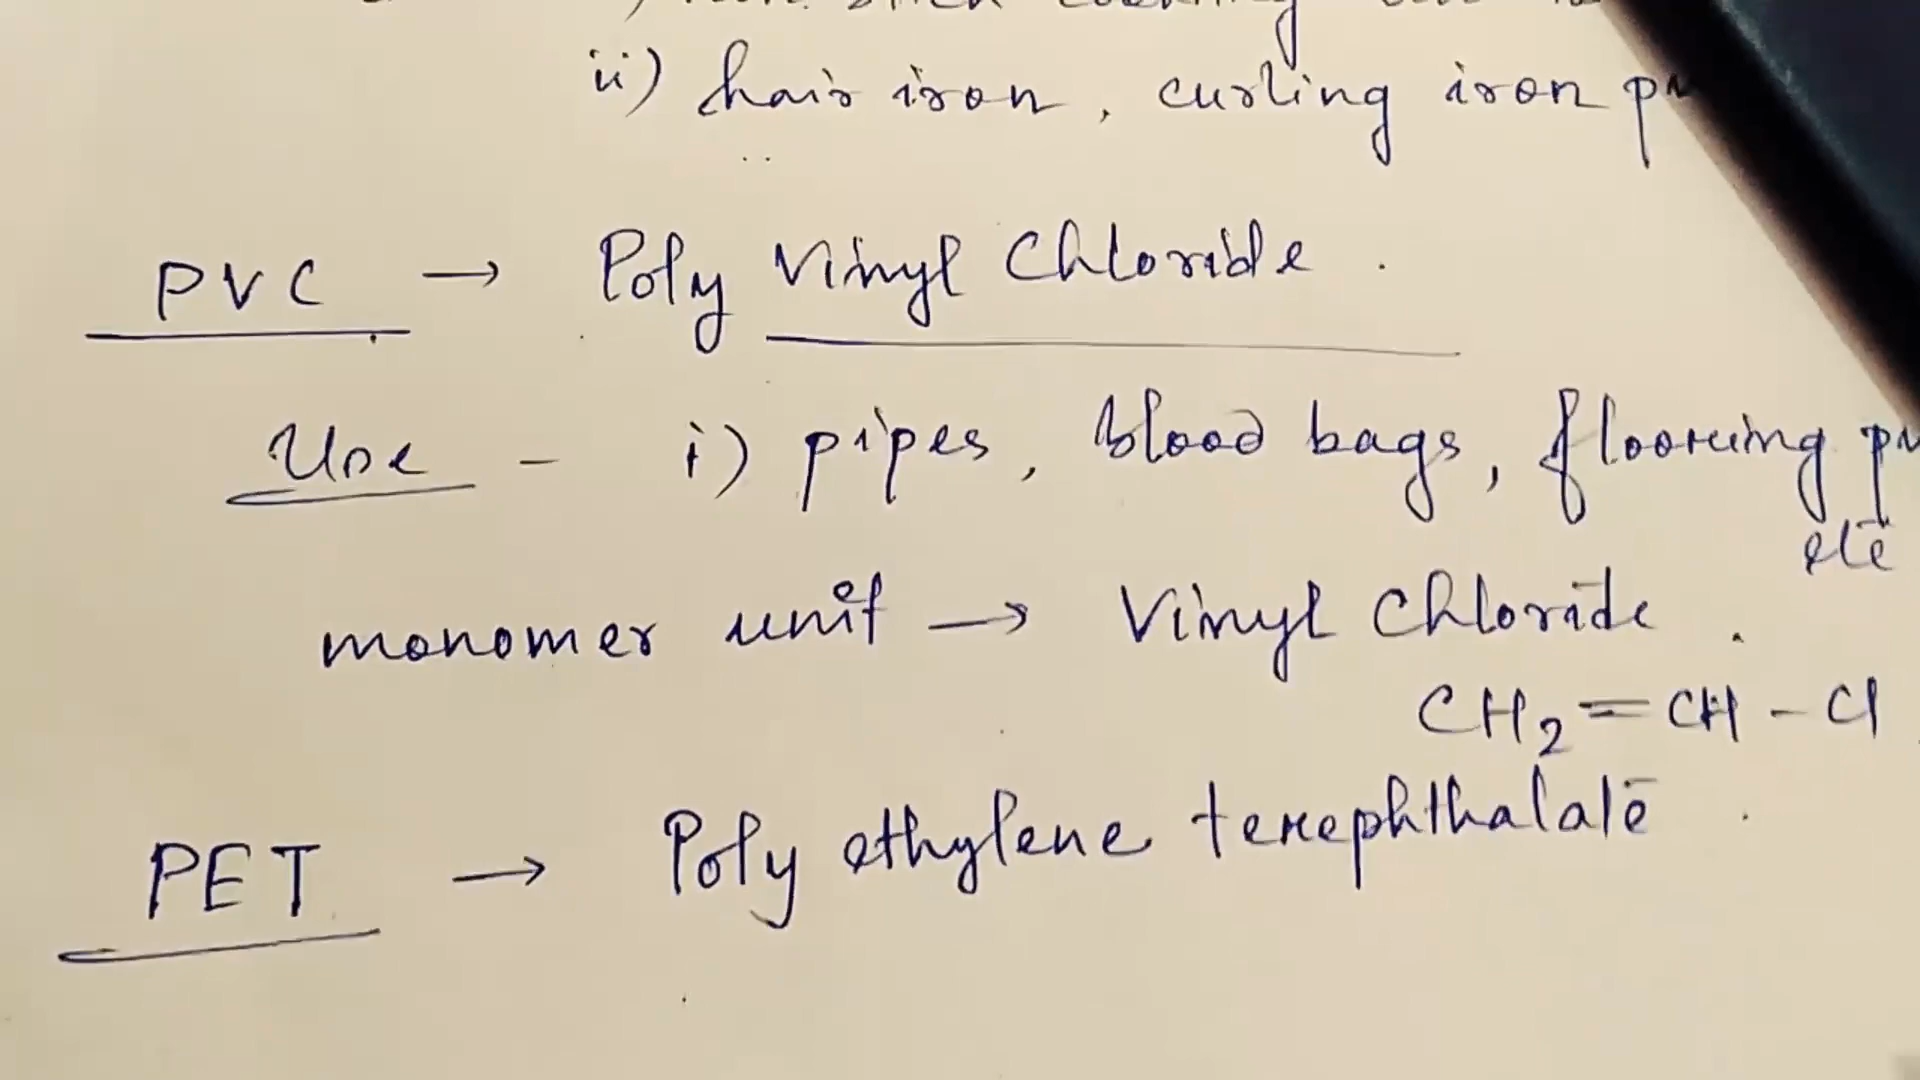 ii) hair iron, curling iron
PVC → Poly Vinyl Chloride.
Use - i) pipes, blood bags, flooring
etc
monomer unit → Vinyl Chloride.
CH₂=CH-Cl
PET → Poly ethylene terephthalate.